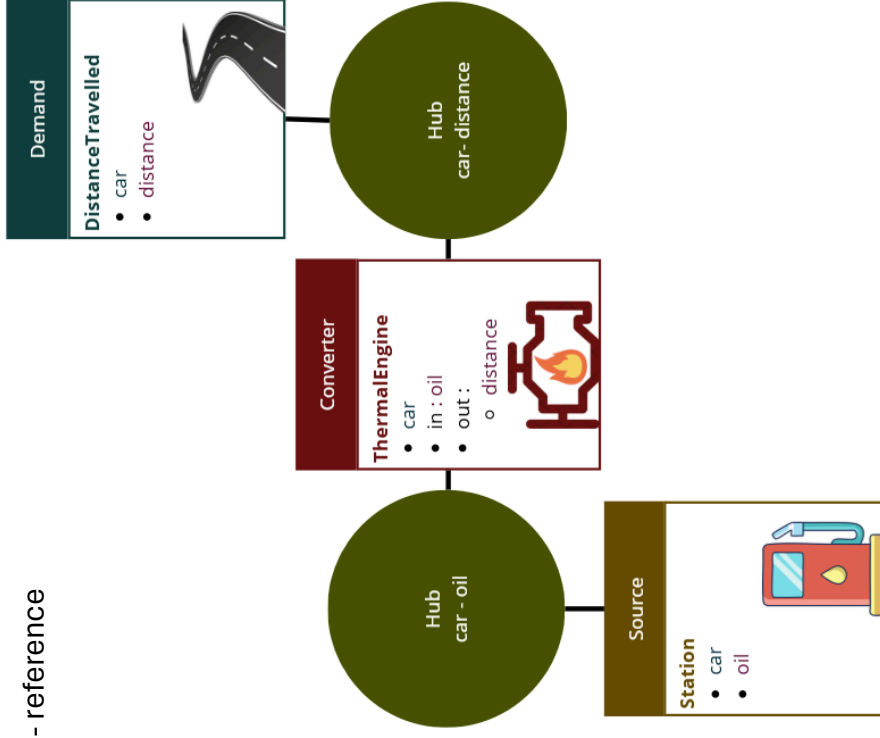 - reference
Hub
car - oil
Source
Station
• car
• oil
Converter
ThermalEngine
• car
• in : oil
• out :
○ distance
Hub
car- distance
Demand
DistanceTravelled
• car
• distance